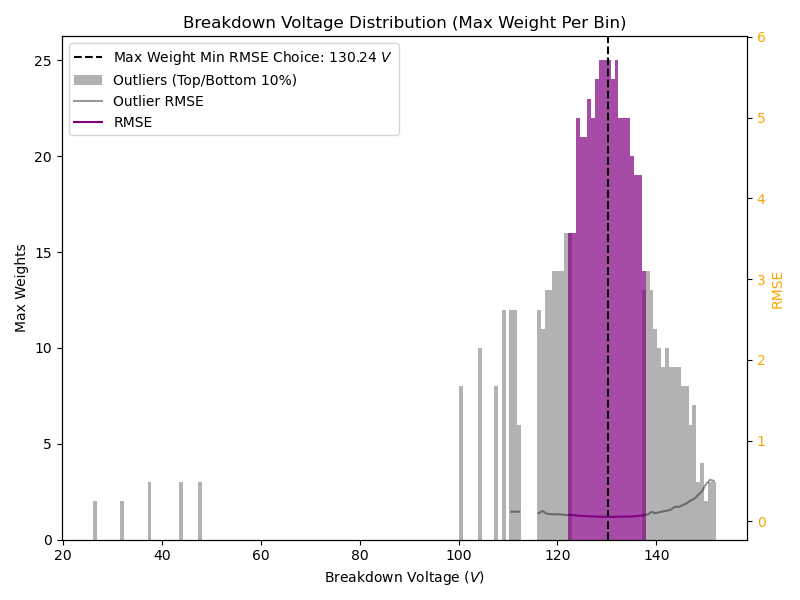 Breakdown Voltage Distribution (Max Weight Per Bin)
Max Weight Min RMSE Choice: 130.24 V
Outliers (Top/Bottom 10%)
Outlier RMSE
RMSE
Max Weights
25
20
15
10
5
0
6
5
4
3
2
1
0
RMSE
20 40 60 80 100 120 140
Breakdown Voltage (V)